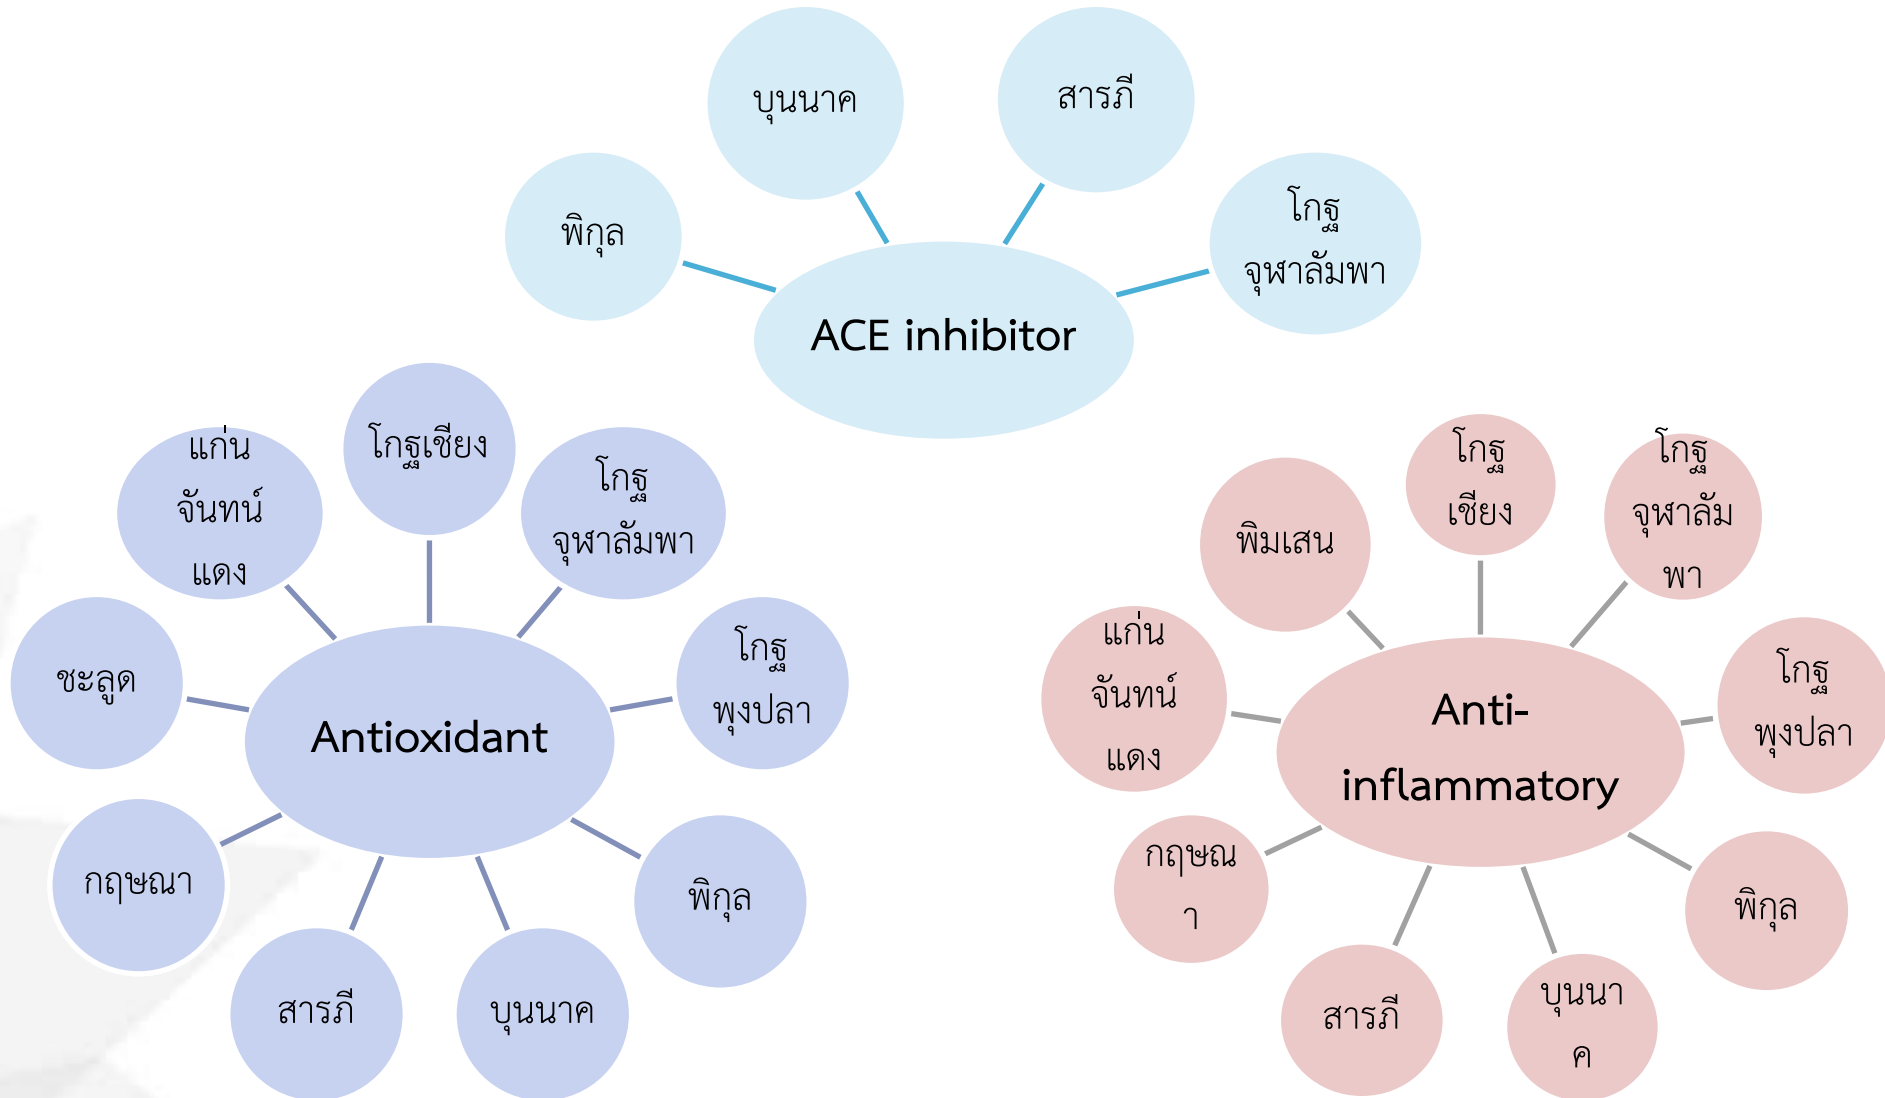 บุนนาค
สารภี
พิกุล
โกฐ
จุฬาลัมพา
ACE inhibitor
โกฐเชียง
แก่น
จันทน์
แดง
โกฐ
จุฬาลัมพา
ชะลูด
โกฐ
พุงปลา
Antioxidant
กฤษณา
พิกุล
สารภี
บุนนาค
โกฐ
เชียง
โกฐ
จุฬาลัม
พา
พิมเสน
แก่น
จันทน์
แดง
โกฐ
พุงปลา
Anti-
inflammatory
กฤษณ
า
พิกุล
สารภี
บุนนา
ค